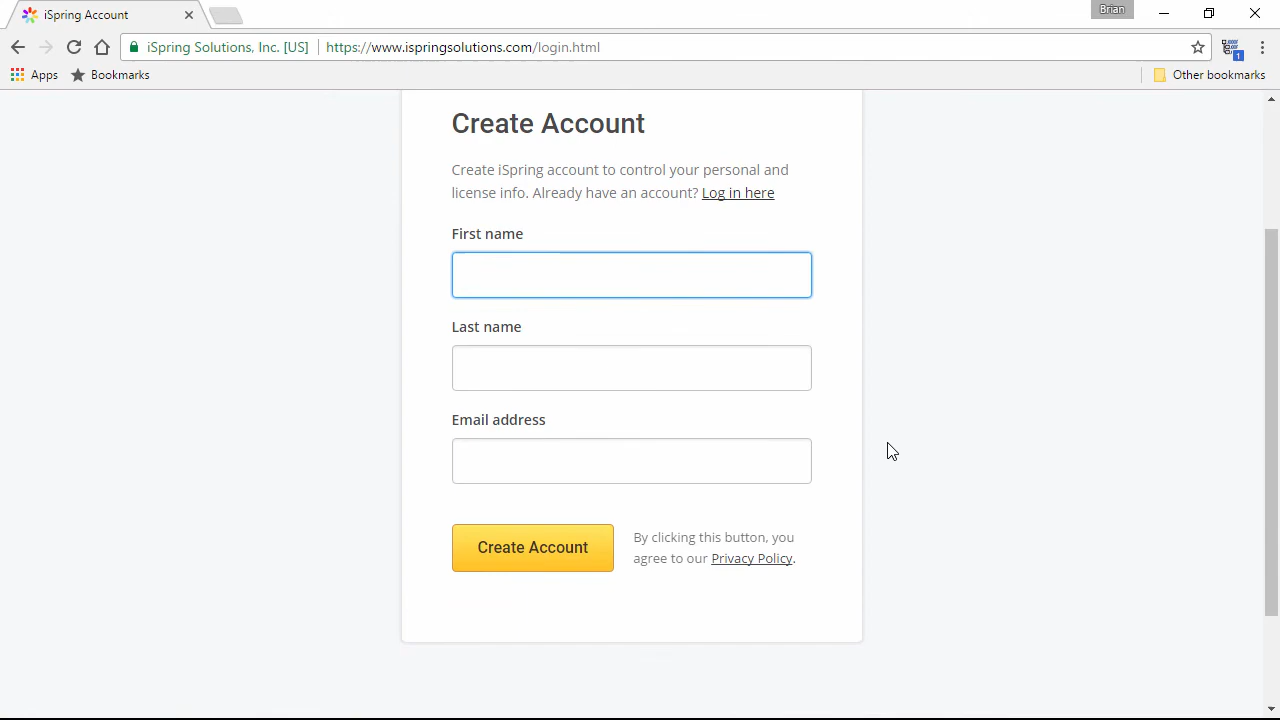 iSpring Account
Brian
iSpring Solutions, Inc. [US]
https://www.ispringsolutions.com/login.html
1
Apps
Bookmarks
Other bookmarks
Create Account
Create iSpring account to control your personal and
license info. Already have an account? Log in here
First name
Last name
Email address
Create Account
By clicking this button, you
agree to our Privacy Policy.